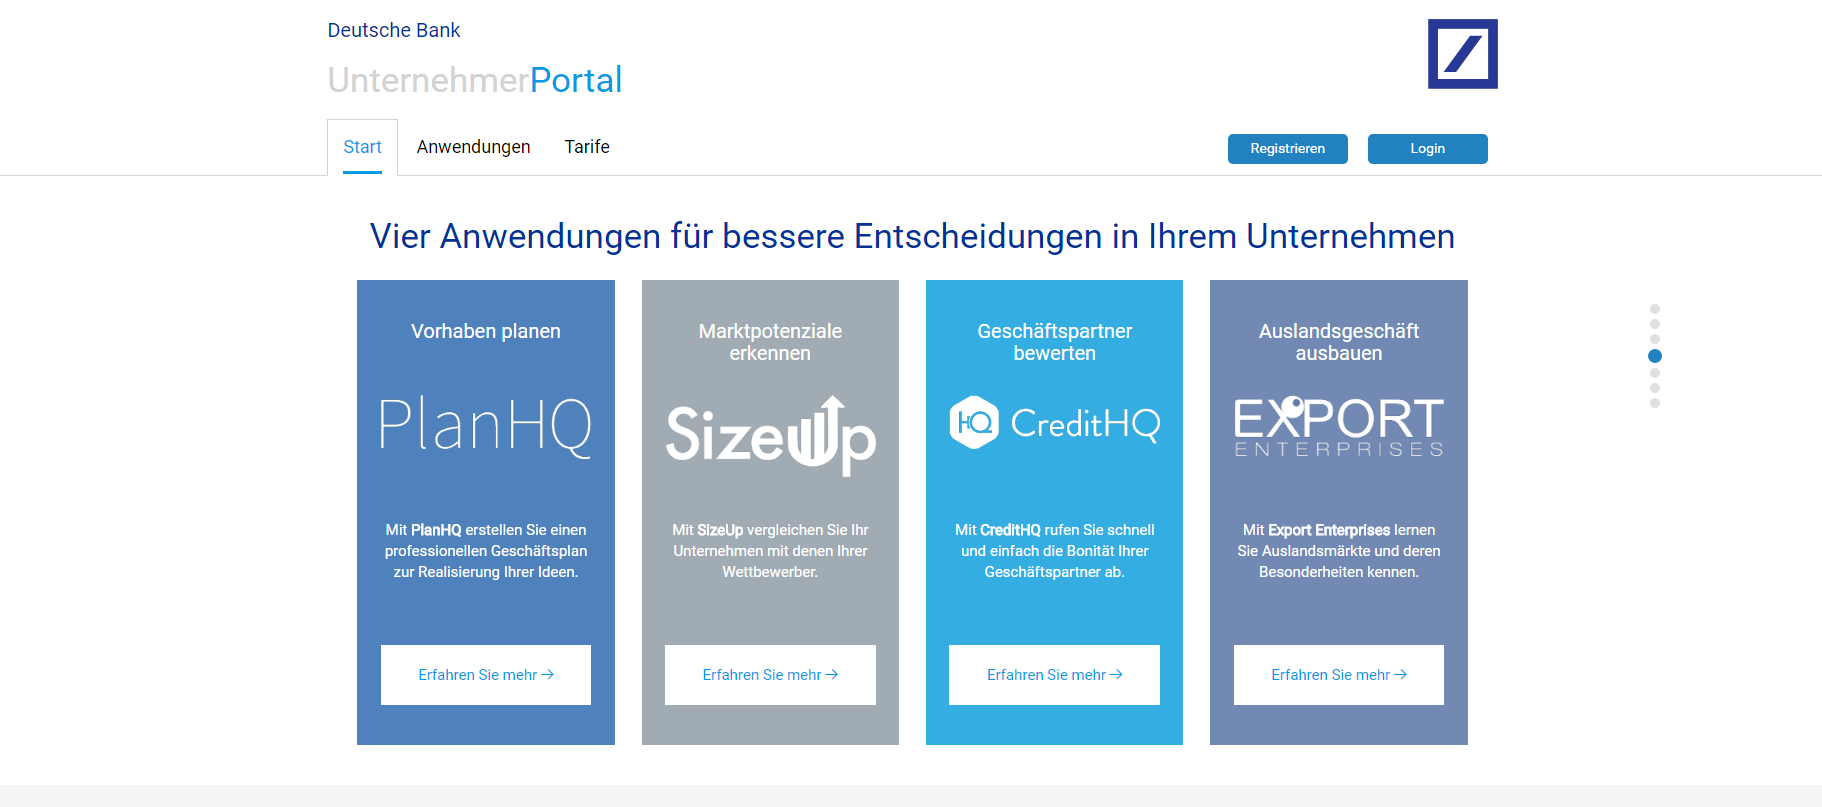 Deutsche Bank
UnternehmerPortal
Start
Anwendungen
Tarife
Registrieren
Login
Vier Anwendungen für bessere Entscheidungen in Ihrem Unternehmen
Vorhaben planen
PlanHQ
Mit PlanHQ erstellen Sie einen
professionellen Geschäftsplan
zur Realisierung Ihrer Ideen.
Erfahren Sie mehr →
Marktpotenziale
erkennen
SizeUp
Mit SizeUp vergleichen Sie Ihr
Unternehmen mit denen Ihrer
Wettbewerber.
Erfahren Sie mehr →
Geschäftspartner
bewerten
HQ CreditHQ
Mit CreditHQ rufen Sie schnell
und einfach die Bonität Ihrer
Geschäftspartner ab.
Erfahren Sie mehr →
Auslandsgeschäft
ausbauen
EXPORT
ENTERPRISES
Mit Export Enterprises lernen
Sie Auslandsmärkte und deren
Besonderheiten kennen.
Erfahren Sie mehr →